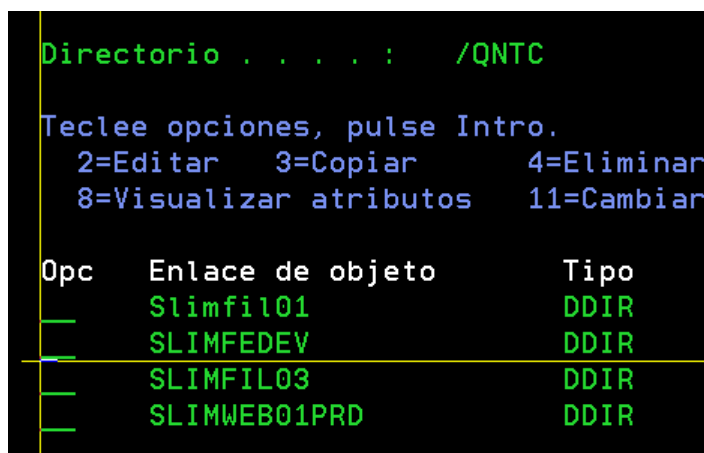 Directorio . . . . :   /QNTC
Teclee opciones, pulse Intro.
2=Editar   3=Copiar   4=Eliminar
8=Visualizar atributos   11=Cambiar
Opc   Enlace de objeto   Tipo
Slimfil01   DDIR
SLIMFEDEV   DDIR
SLIMFIL03   DDIR
SLIMWEB01PRD   DDIR